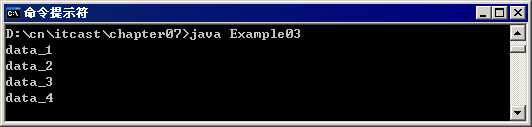 命令提示符
D:\cn\itcast\chapter07>java Example03
data_1
data_2
data_3
data_4